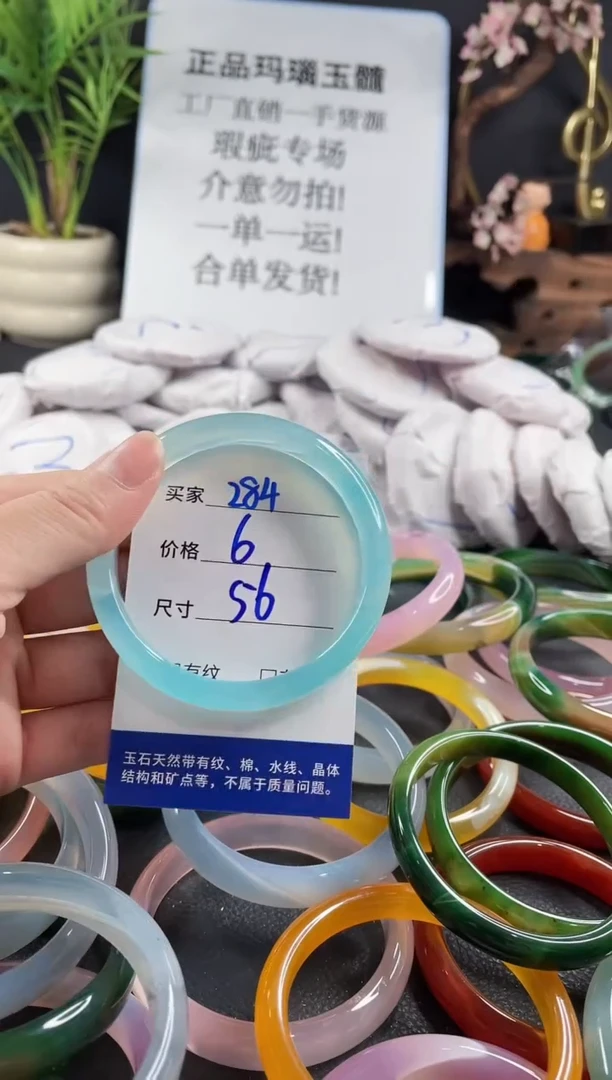 正品玛瑙玉髓
工厂直销一手货源
瑕疵专场
介意勿拍!
一单一运!
合单发货!
买家 284
价格 6
尺寸 56
有纹
玉石天然带有纹、棉、水线、晶体
结构和矿点等，不属于质量问题。